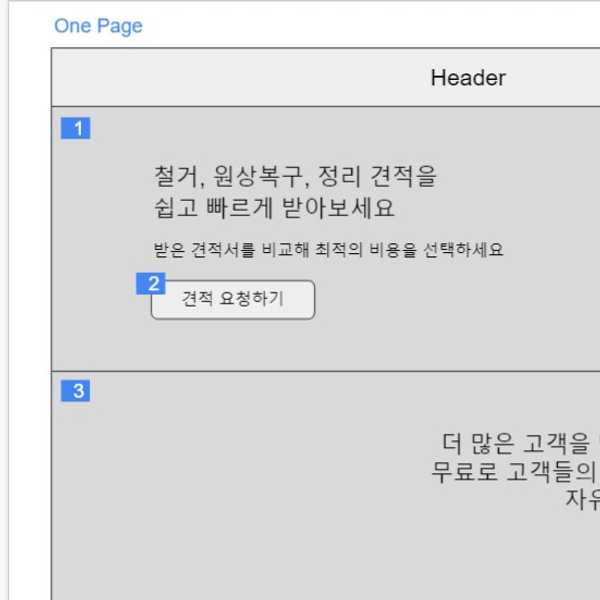 One Page
Header
1
철거, 원상복구, 정리 견적을
쉽고 빠르게 받아보세요
받은 견적서를 비교해 최적의 비용을 선택하세요
2
견적 요청하기
3
더 많은 고객을
무료로 고객들의
자유